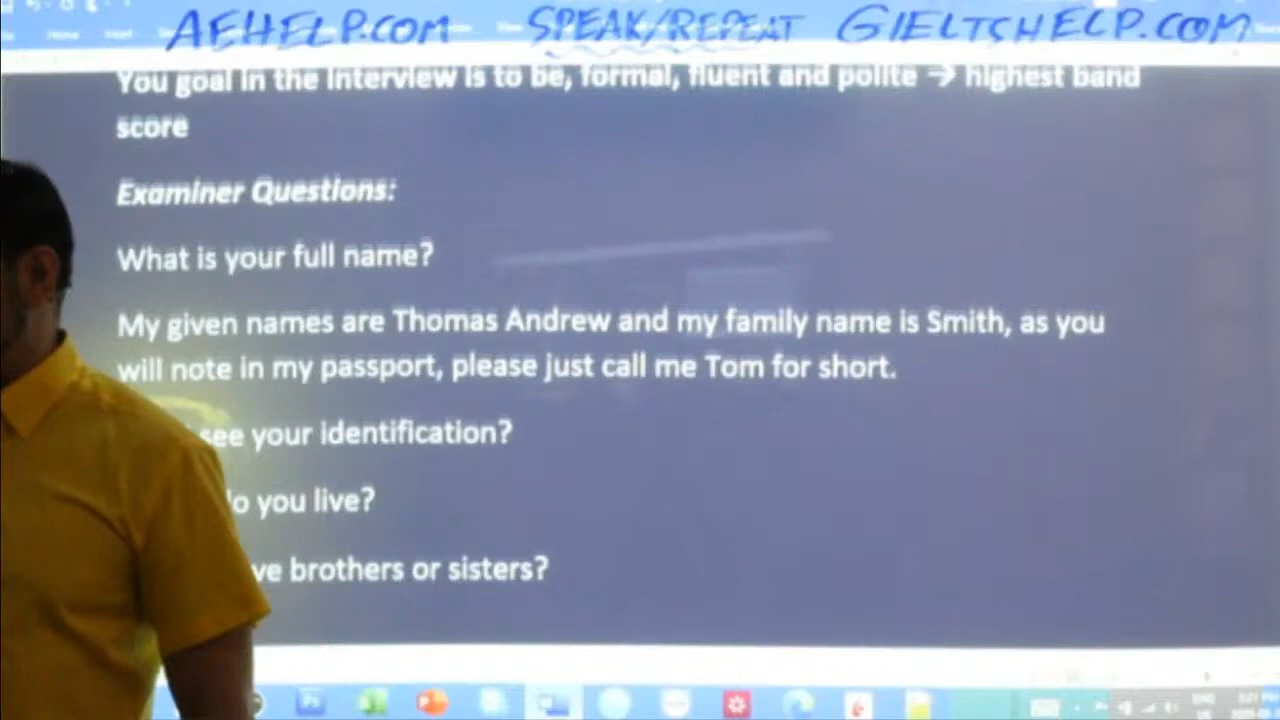 AEHELP.COM SPEAK/REPEAT GIELTSHELP.COM
You goal in the interview is to be, formal, fluent and polite → highest band
score
Examiner Questions:
What is your full name?
My given names are Thomas Andrew and my family name is Smith, as you
will note in my passport, please just call me Tom for short.
see your identification?
do you live?
brothers or sisters?